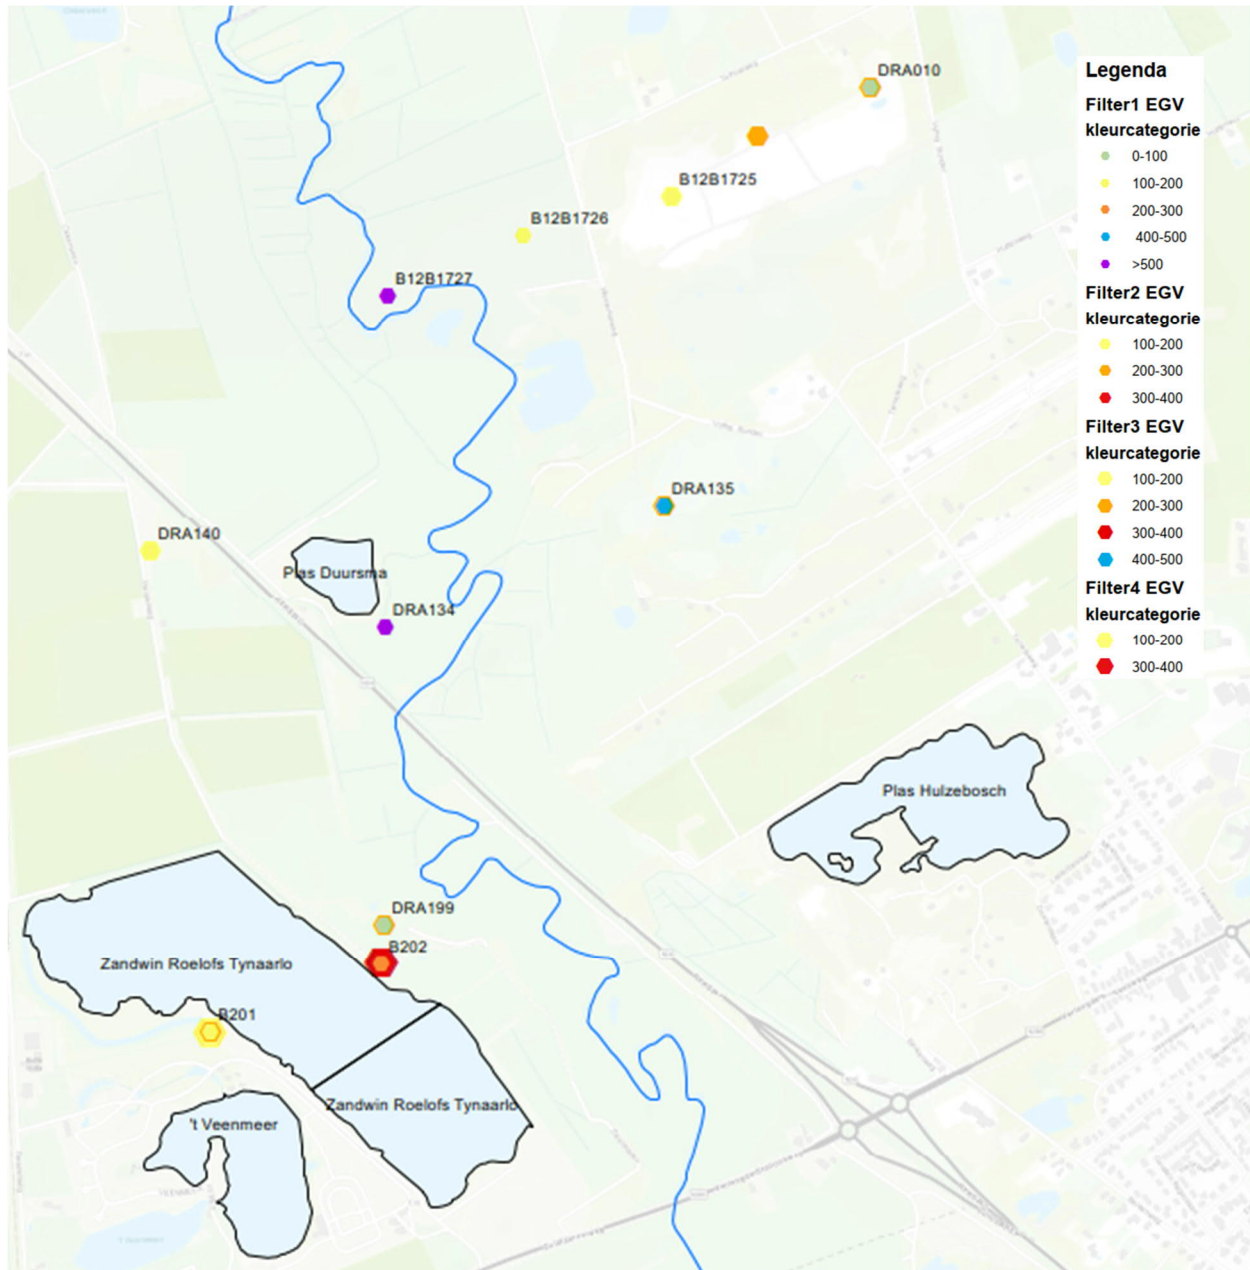 DRA010
B12B1725
B12B1726
B12B1727
DRA135
DRA140
Plas Duursma
DRA134
Plas Hulzebosch
DRA199
B202
Zandwin Roelofs Tynaarlo
B201
Zandwin Roelofs Tynaarlo
't Veenmeer
Legenda
Filter1 EGV
kleurcategorie
0-100
100-200
200-300
400-500
>500
Filter2 EGV
kleurcategorie
100-200
200-300
300-400
Filter3 EGV
kleurcategorie
100-200
200-300
300-400
400-500
Filter4 EGV
kleurcategorie
100-200
300-400